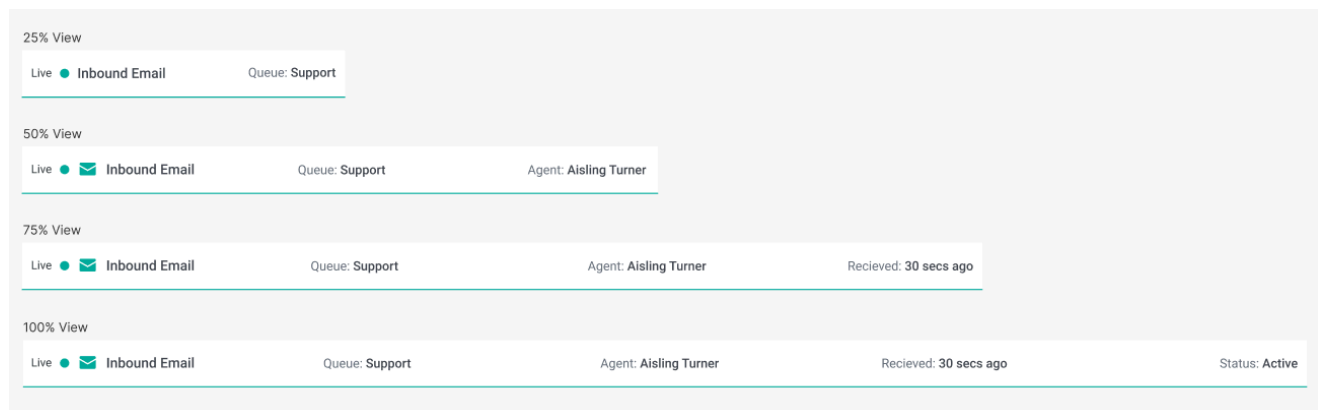 25% View
Live Inbound Email Queue: Support
50% View
Live Inbound Email Queue: Support Agent: Aisling Turner
75% View
Live Inbound Email Queue: Support Agent: Aisling Turner Recieved: 30 secs ago
100% View
Live Inbound Email Queue: Support Agent: Aisling Turner Recieved: 30 secs ago Status: Active